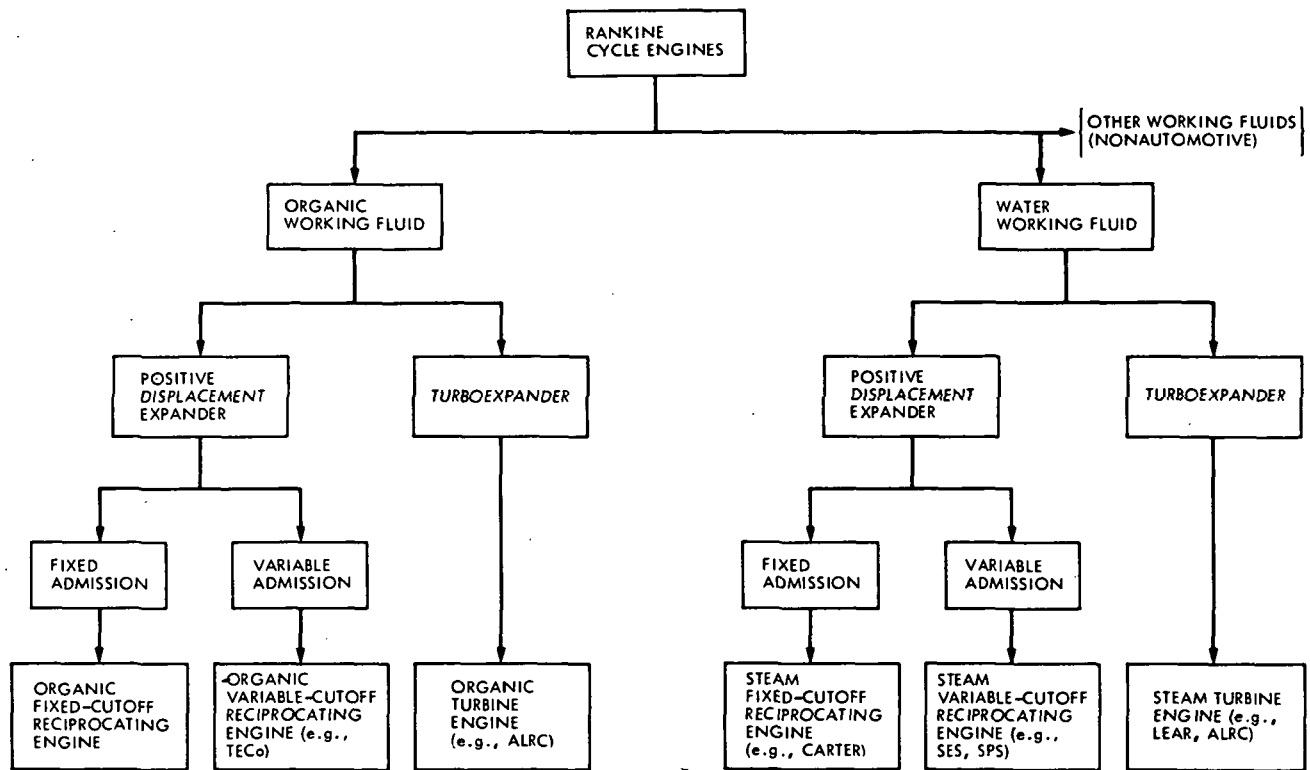 RANKINE
CYCLE ENGINES
OTHER WORKING FLUIDS
(NONAUTOMOTIVE)
ORGANIC
WORKING FLUID
WATER
WORKING FLUID
POSITIVE
DISPLACEMENT
EXPANDER
TURBOEXPANDER
POSITIVE
DISPLACEMENT
EXPANDER
TURBOEXPANDER
FIXED
ADMISSION
VARIABLE
ADMISSION
FIXED
ADMISSION
VARIABLE
ADMISSION
ORGANIC
FIXED-CUTOFF
RECIPROCATING
ENGINE
ORGANIC
VARIABLE-CUTOFF
RECIPROCATING
ENGINE (e.g.,
TECo)
ORGANIC
TURBINE
ENGINE
(e.g., ALRC)
STEAM
FIXED-CUTOFF
RECIPROCATING
ENGINE
(e.g., CARTER)
STEAM
VARIABLE-CUTOFF
RECIPROCATING
ENGINE (e.g.,
SES, SPS)
STEAM TURBINE
ENGINE (e.g.,
LEAR, ALRC)